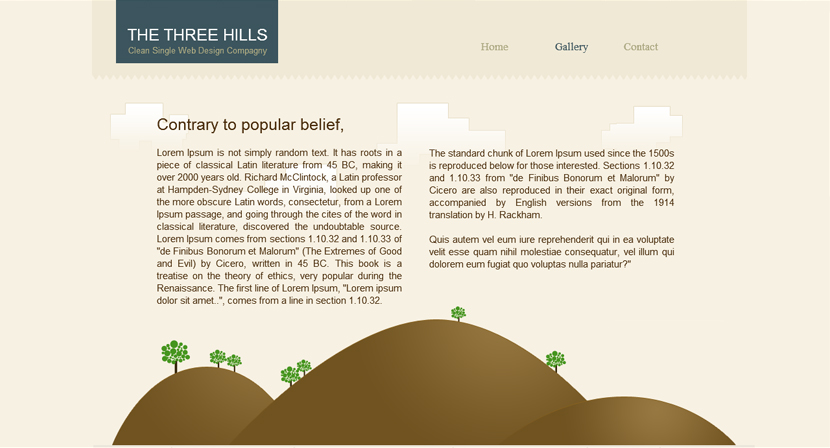 THE THREE HILLS
Clean Single Web Design Compagny
Home Gallery Contact
Contrary to popular belief,
Lorem Ipsum is not simply random text. It has roots in a
piece of classical Latin literature from 45 BC, making it
over 2000 years old. Richard McClintock, a Latin professor
at Hampden-Sydney College in Virginia, looked up one of
the more obscure Latin words, consectetur, from a Lorem
Ipsum passage, and going through the cites of the word in
classical literature, discovered the undoubtable source.
Lorem Ipsum comes from sections 1.10.32 and 1.10.33 of
"de Finibus Bonorum et Malorum" (The Extremes of Good
and Evil) by Cicero, written in 45 BC. This book is a
treatise on the theory of ethics, very popular during the
Renaissance. The first line of Lorem Ipsum, "Lorem ipsum
dolor sit amet..", comes from a line in section 1.10.32.
The standard chunk of Lorem Ipsum used since the 1500s
is reproduced below for those interested. Sections 1.10.32
and 1.10.33 from "de Finibus Bonorum et Malorum" by
Cicero are also reproduced in their exact original form,
accompanied by English versions from the 1914
translation by H. Rackham.
Quis autem vel eum iure reprehenderit qui in ea voluptate
velit esse quam nihil molestiae consequatur, vel illum qui
dolorem eum fugiat quo voluptas nulla pariatur?"